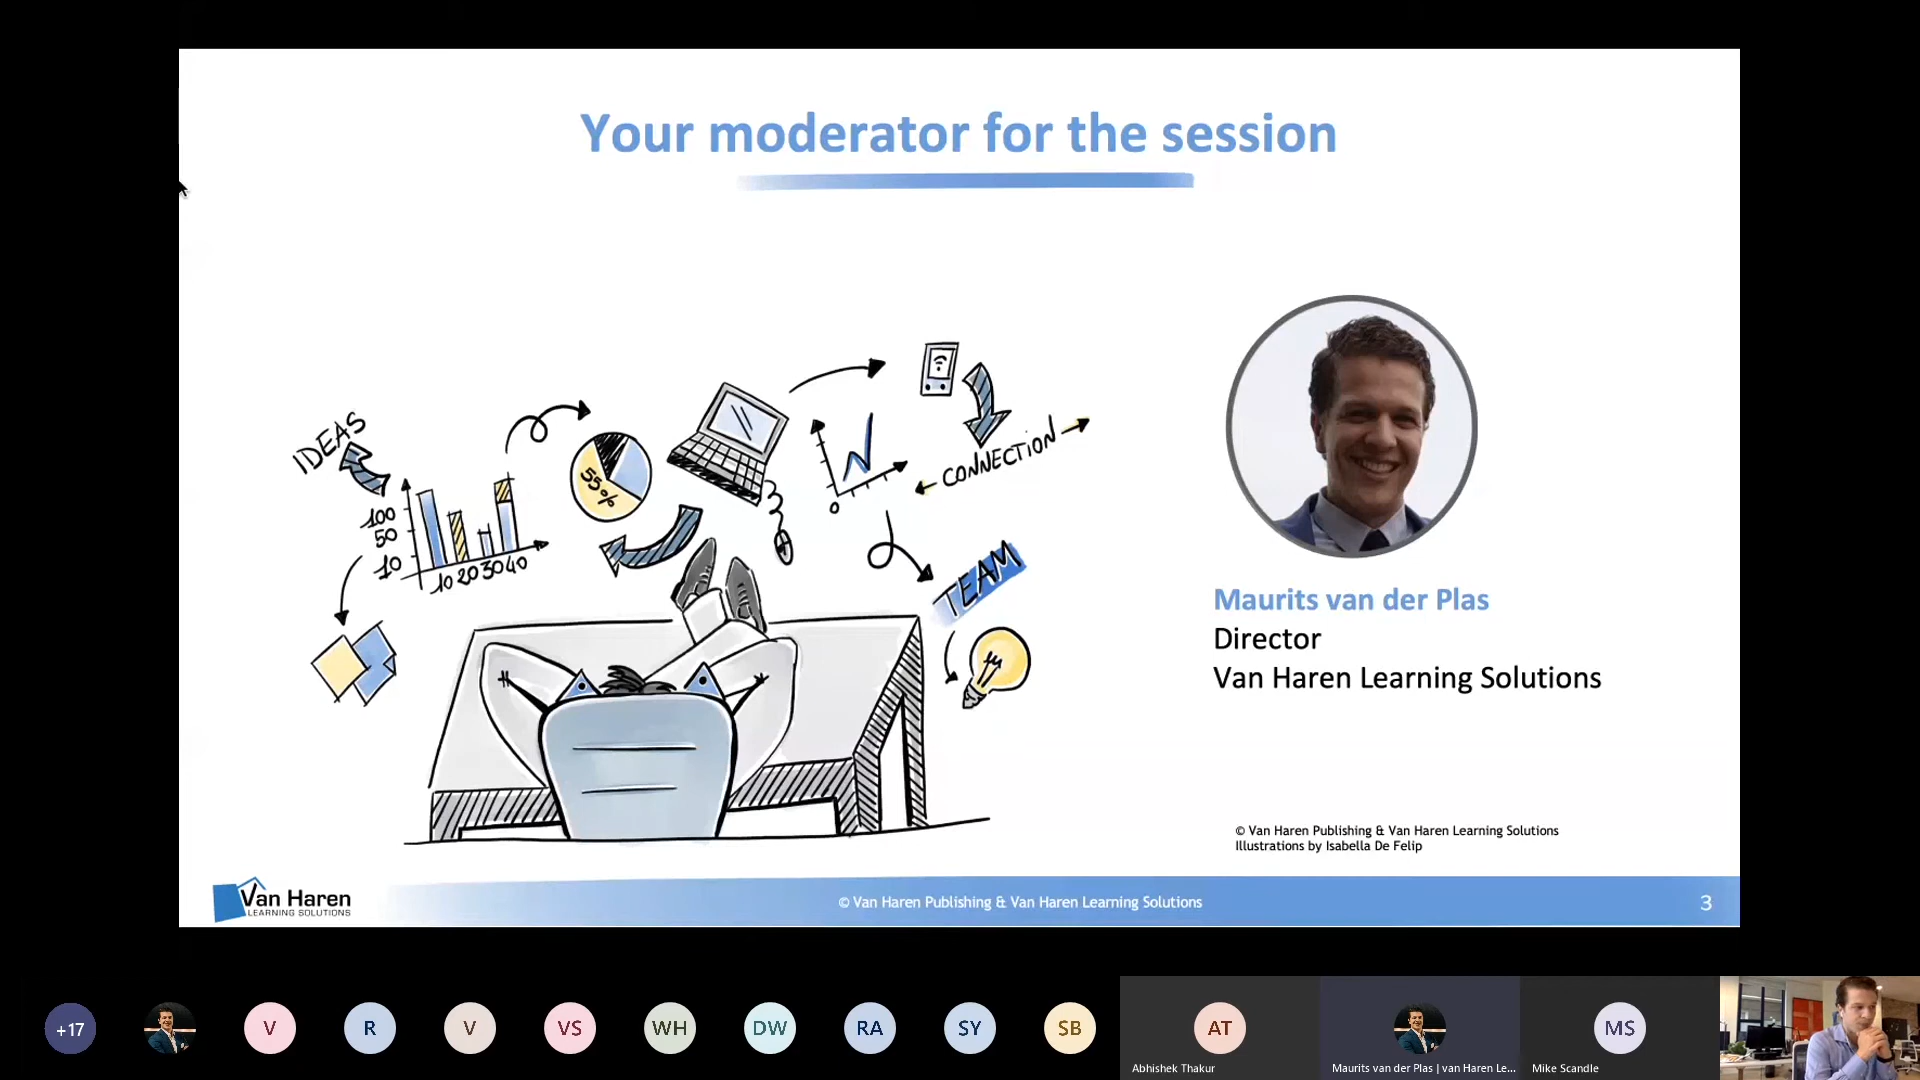 Your moderator for the session
IDEAS
100
50
10
10 20 30 40
55%
0
CONNECTION
TEAM
Maurits van der Plas
Director
Van Haren Learning Solutions
© Van Haren Publishing & Van Haren Learning Solutions
Illustrations by Isabella De Felip
Van Haren
LEARNING SOLUTIONS
© Van Haren Publishing & Van Haren Learning Solutions
3
+17
V
R
V
VS
WH
DW
RA
SY
SB
AT
MS
Abhishek Thakur
Maurits van der Plas | van Haren Le...
Mike Scandle